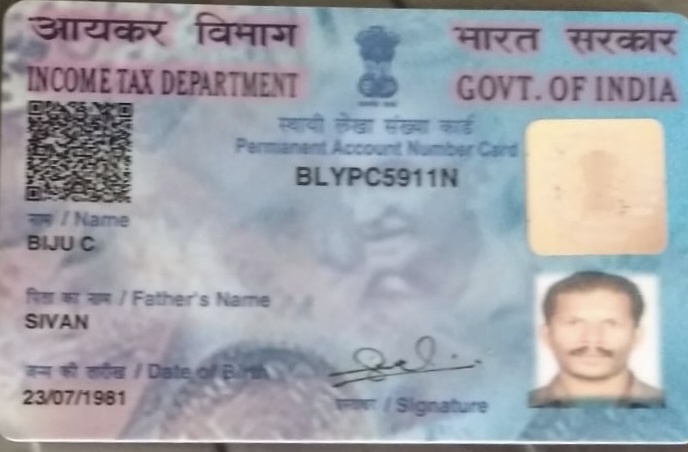 आयकर विभाग
INCOME TAX DEPARTMENT
भारत सरकार
GOVT. OF INDIA
स्थायी लेखा संख्या कार्ड
Permanent Account Number Card
BLYPC5911N
नाम / Name
BIJU C
पिता का नाम / Father's Name
SIVAN
जन्म की तारीख / Date of Birth
23/07/1981
हस्ताक्षर / Signature